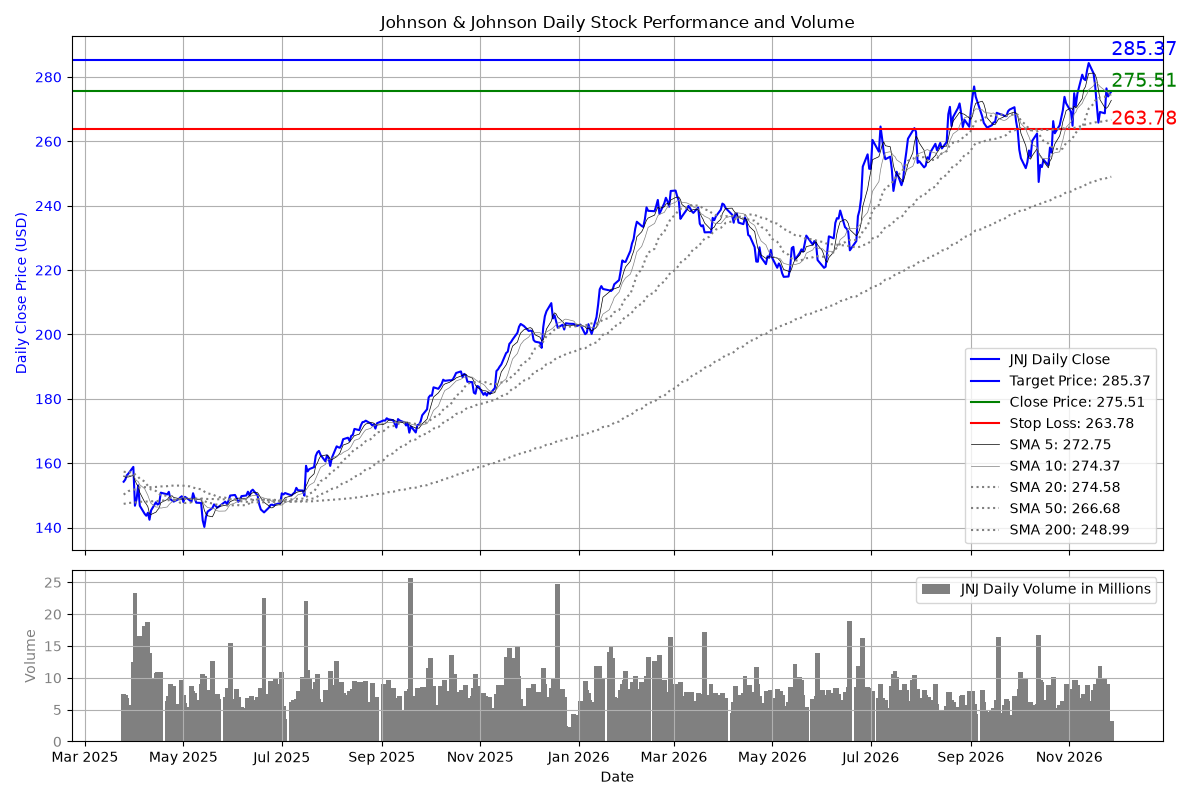 Johnson & Johnson Daily Stock Performance and Volume
285.37
275.51
263.78
280
260
240
220
200
180
160
140
Daily Close Price (USD)
JNJ Daily Close
Target Price: 285.37
Close Price: 275.51
Stop Loss: 263.78
SMA 5: 272.75
SMA 10: 274.37
SMA 20: 274.58
SMA 50: 266.68
SMA 200: 248.99
25
20
15
10
5
0
Volume
JNJ Daily Volume in Millions
Mar 2025 May 2025 Jul 2025 Sep 2025 Nov 2025 Jan 2026 Mar 2026 May 2026 Jul 2026 Sep 2026 Nov 2026
Date